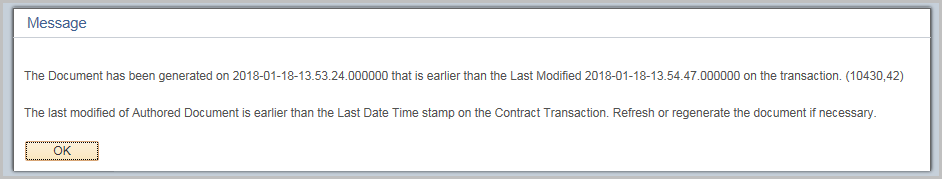 Message
The Document has been generated on 2018-01-18-13.53.24.000000 that is earlier than the Last Modified 2018-01-18-13.54.47.000000 on the transaction. (10430,42)
The last modified of Authored Document is earlier than the Last Date Time stamp on the Contract Transaction. Refresh or regenerate the document if necessary.
OK